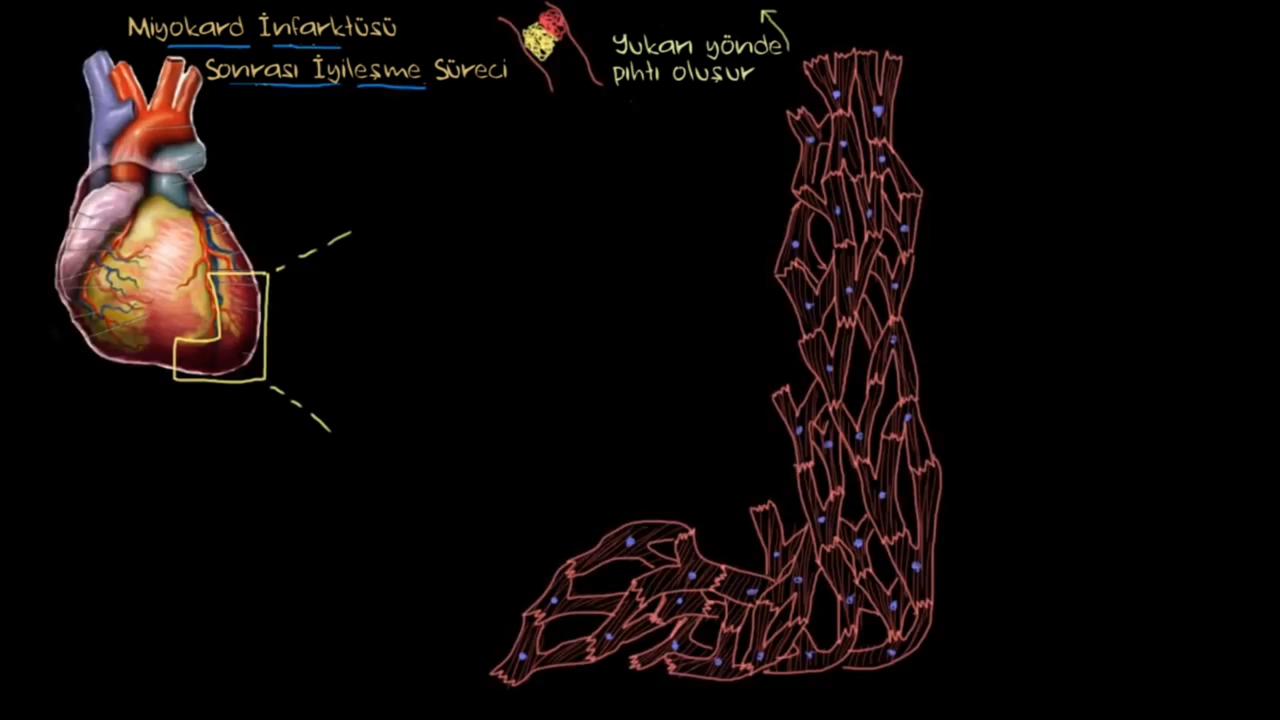 Miyokard İnfarktüsü
Sonrası İyileşme Süreci
Yukarı yönde
pıhtı oluşur